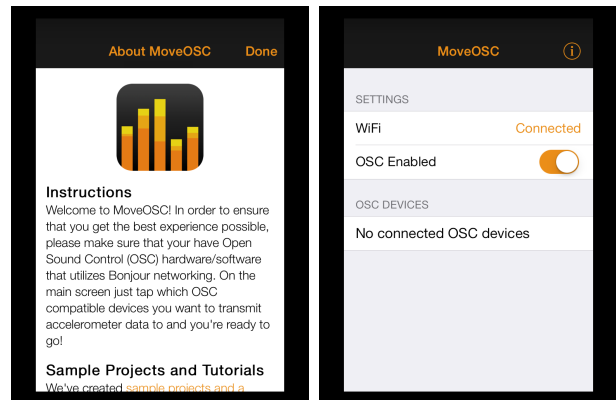 About MoveOSC Done
Instructions
Welcome to MoveOSC! In order to ensure
that you get the best experience possible,
please make sure that your have Open
Sound Control (OSC) hardware/software
that utilizes Bonjour networking. On the
main screen just tap which OSC
compatible devices you want to transmit
accelerometer data to and you're ready to
go!
Sample Projects and Tutorials
We've created sample projects and a
MoveOSC i
SETTINGS
WiFi Connected
OSC Enabled
OSC DEVICES
No connected OSC devices